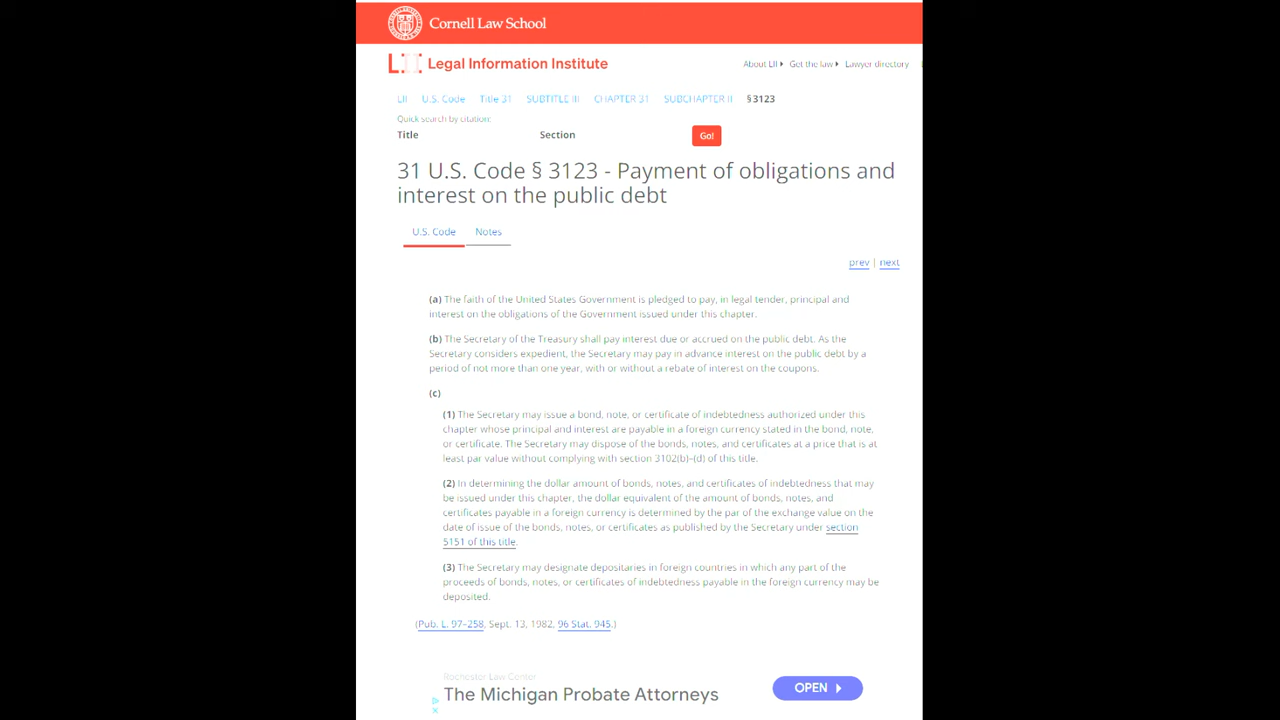 Cornell Law School
LII Legal Information Institute
About LII Get the law Lawyer directory
LII U.S. Code Title 31 SUBTITLE III CHAPTER 31 SUBCHAPTER II § 3123
Quick search by citation:
Title Section Go!
31 U.S. Code § 3123 - Payment of obligations and
interest on the public debt
U.S. Code Notes
prev | next
(a) The faith of the United States Government is pledged to pay, in legal tender, principal and
interest on the obligations of the Government issued under this chapter.
(b) The Secretary of the Treasury shall pay interest due or accrued on the public debt. As the
Secretary considers expedient, the Secretary may pay in advance interest on the public debt by a
period of not more than one year, with or without a rebate of interest on the coupons.
(c)
(1) The Secretary may issue a bond, note, or certificate of indebtedness authorized under this
chapter whose principal and interest are payable in a foreign currency stated in the bond, note,
or certificate. The Secretary may dispose of the bonds, notes, and certificates at a price that is at
least par value without complying with section 3102(b)–(d) of this title.
(2) In determining the dollar amount of bonds, notes, and certificates of indebtedness that may
be issued under this chapter, the dollar equivalent of the amount of bonds, notes, and
certificates payable in a foreign currency is determined by the par of the exchange value on the
date of issue of the bonds, notes, or certificates as published by the Secretary under section
5151 of this title.
(3) The Secretary may designate depositaries in foreign countries in which any part of the
proceeds of bonds, notes, or certificates of indebtedness payable in the foreign currency may be
deposited.
(Pub. L. 97–258, Sept. 13, 1982, 96 Stat. 945.)
Rochester Law Center
The Michigan Probate Attorneys
OPEN